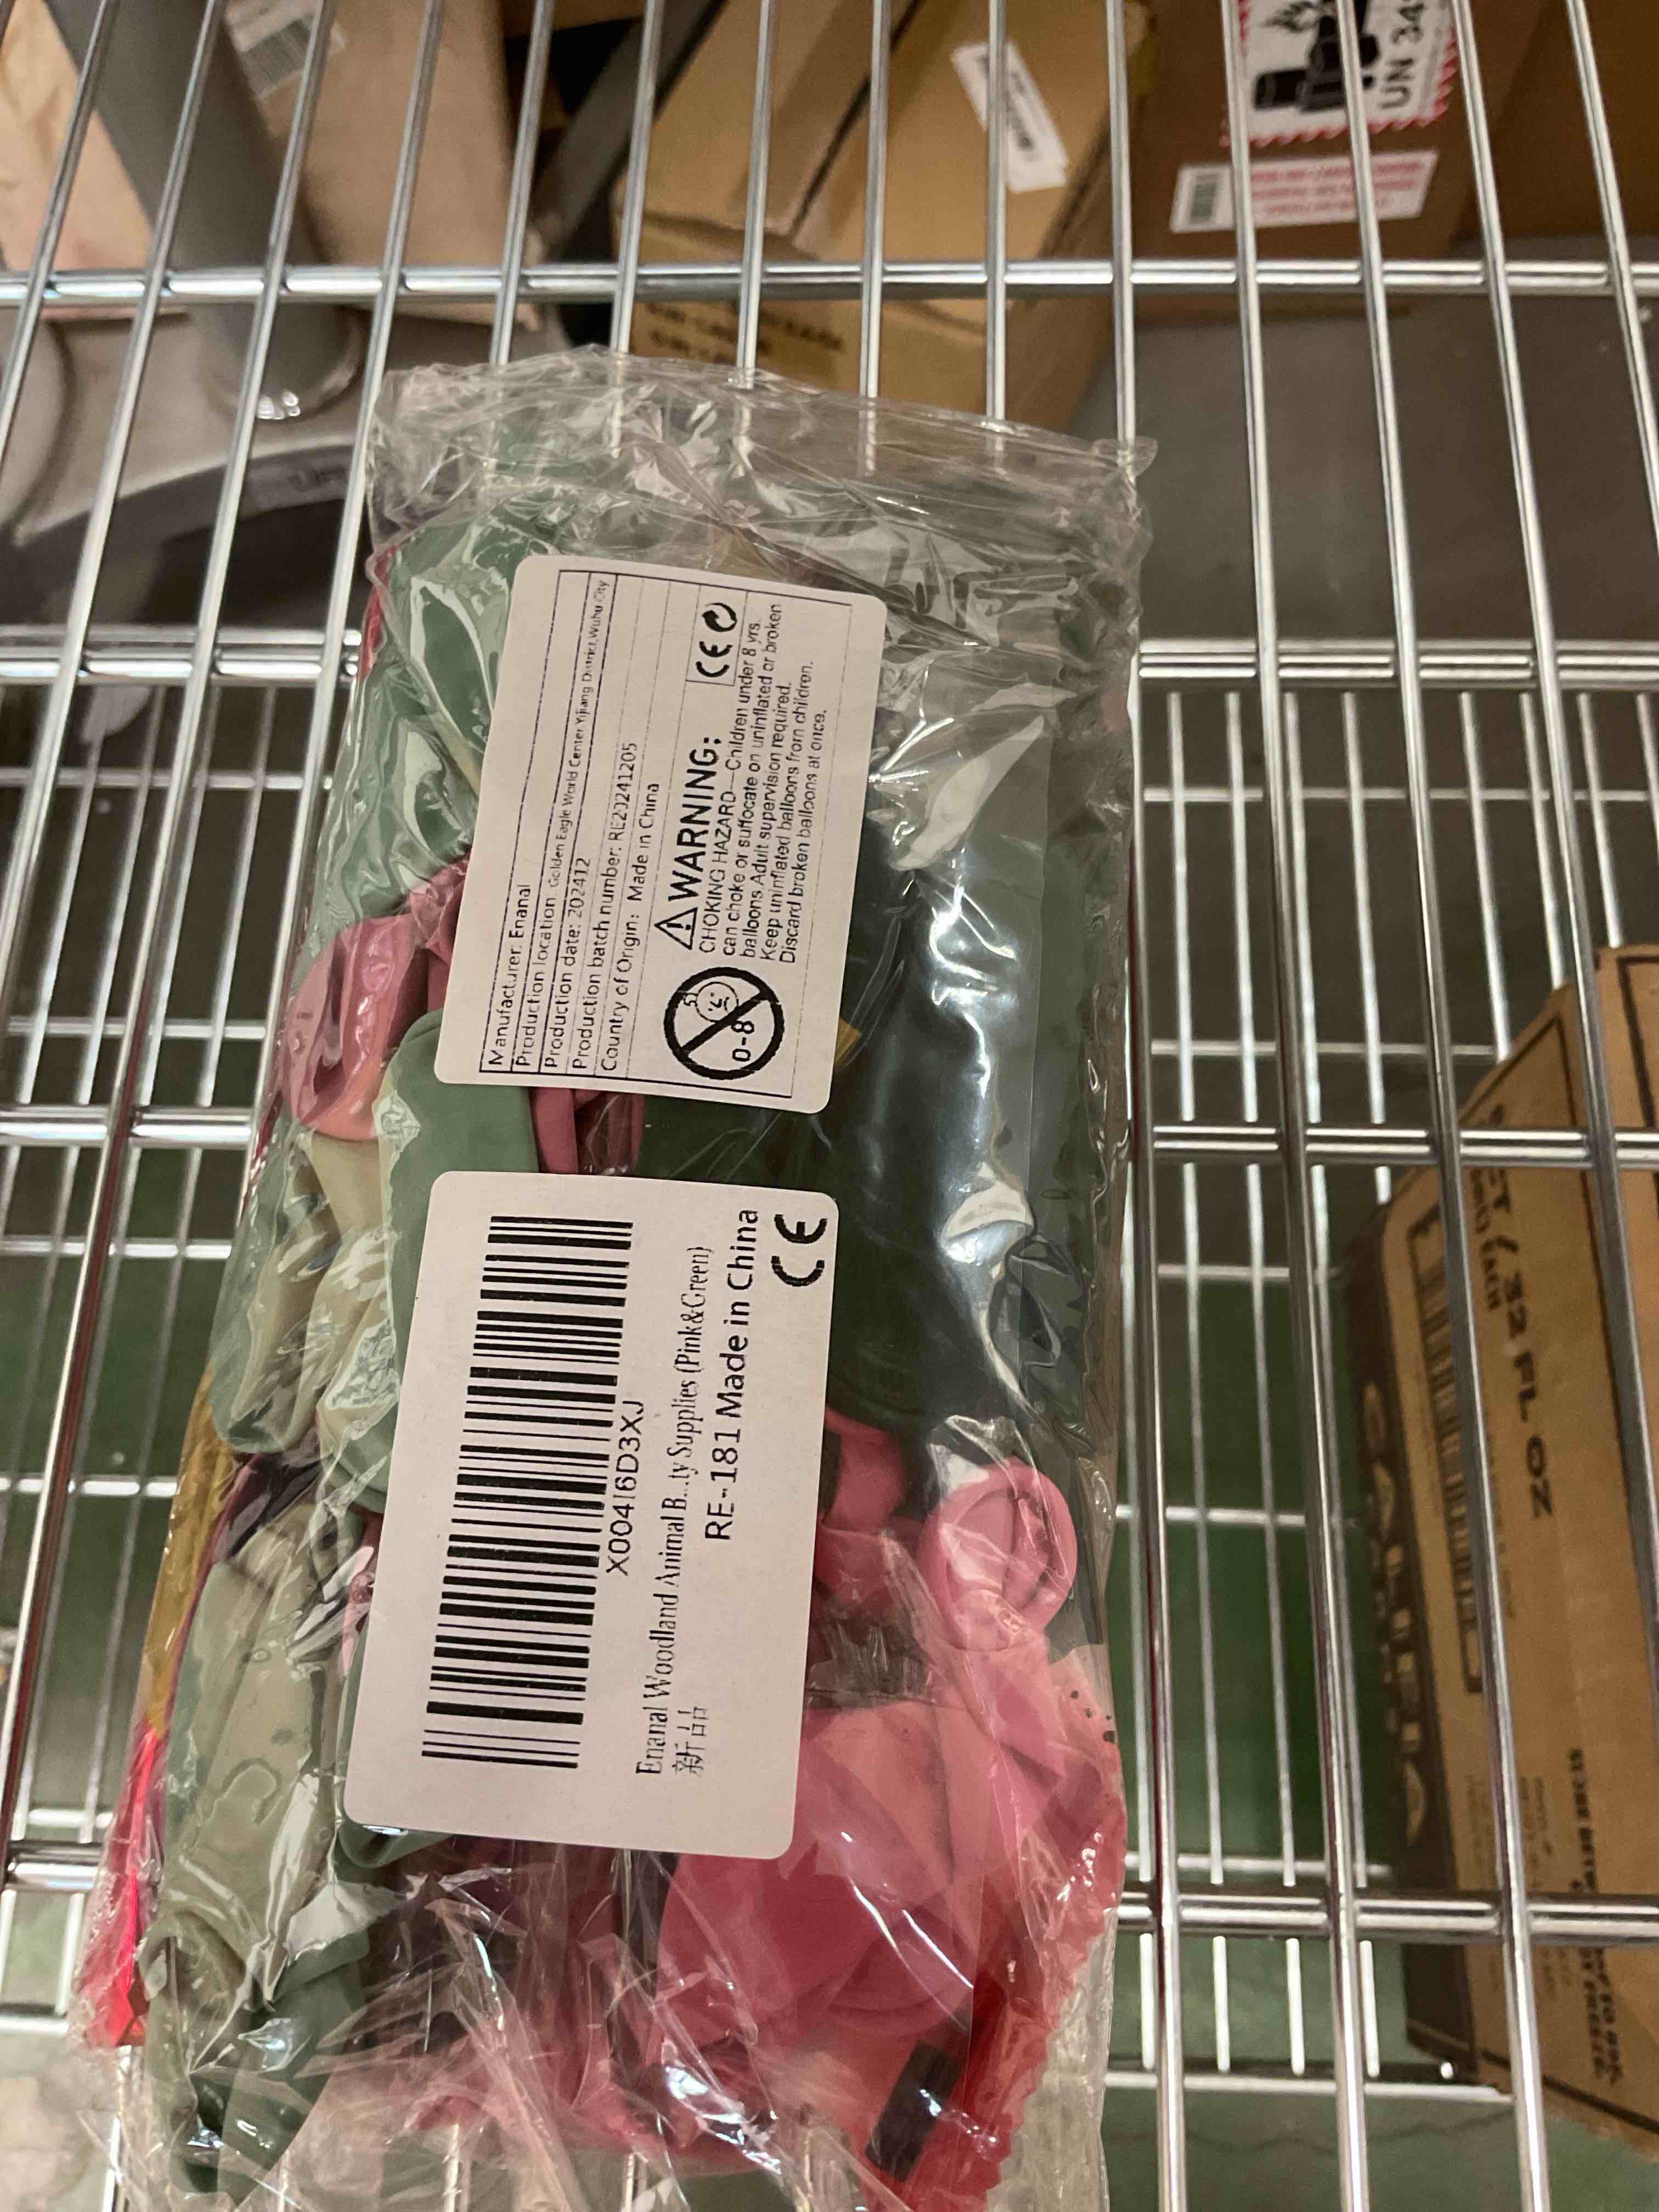 Manufacturer: Enanal
Production location: Golden Eagle World Center Yijiang District, Wuhu City
Production date: 202412
Production batch number: RE20241205
Country of Origin: Made in China
⚠WARNING:
CE
CHOKING HAZARD—Children under 8 yrs.
can choke or suffocate on uninflated or broken
balloons.Adult supervision required.
Keep uninflated balloons from children.
Discard broken balloons at once.
0-8
X004I6D3XJ
Enanal Woodland Animal B...ty Supplies (Pink&Green)
新品
RE-181 Made in China
CE
UN 34
32 FL OZ